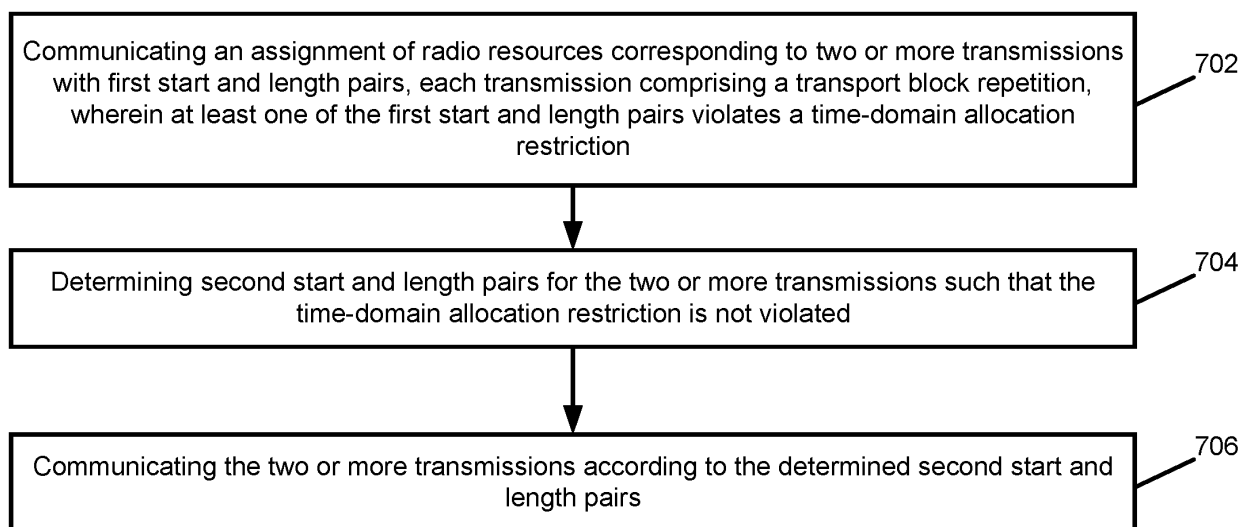 Communicating an assignment of radio resources corresponding to two or more transmissions
with first start and length pairs, each transmission comprising a transport block repetition,
wherein at least one of the first start and length pairs violates a time-domain allocation
restriction
702
Determining second start and length pairs for the two or more transmissions such that the
time-domain allocation restriction is not violated
704
Communicating the two or more transmissions according to the determined second start and
length pairs
706